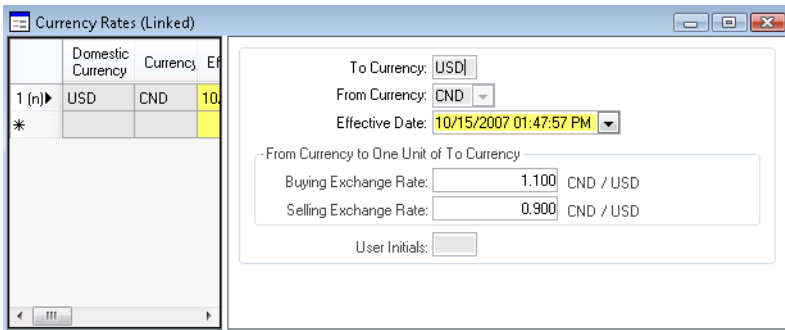 Currency Rates (Linked)
Domestic Currency Currency Ef
1 (n) USD CND 10.
*
To Currency: USD
From Currency: CND
Effective Date: 10/15/2007 01:47:57 PM
From Currency to One Unit of To Currency
Buying Exchange Rate: 1.100 CND / USD
Selling Exchange Rate: 0.900 CND / USD
User Initials: